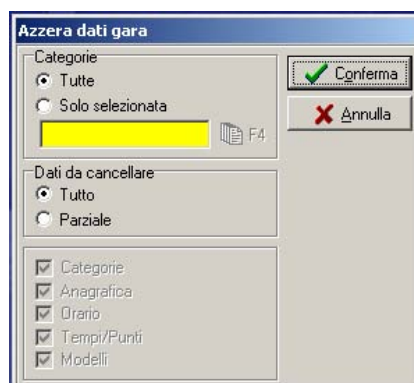 Azzera dati gara
Categorie
Tutte
Solo selezionata
F4
Conferma
Annulla
Dati da cancellare
Tutto
Parziale
Categorie
Anagrafica
Orario
Tempi/Punti
Modelli